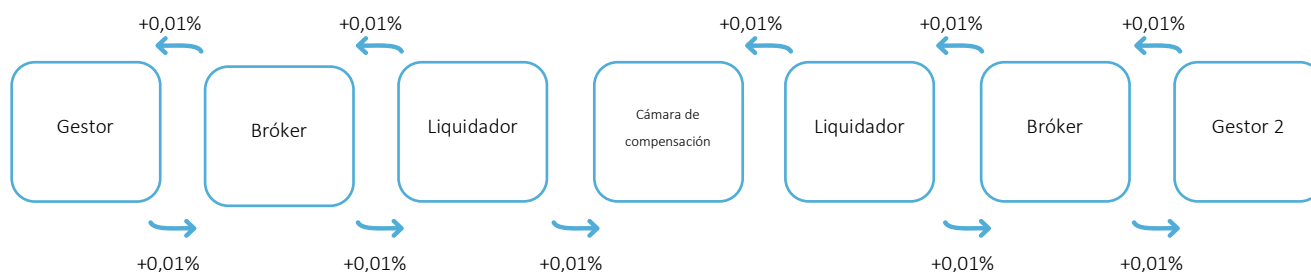 +0,01%
+0,01%
+0,01%
+0,01%
+0,01%
Gestor
Bróker
Liquidador
Cámara de
compensación
Liquidador
Bróker
Gestor 2
+0,01%
+0,01%
+0,01%
+0,01%
+0,01%